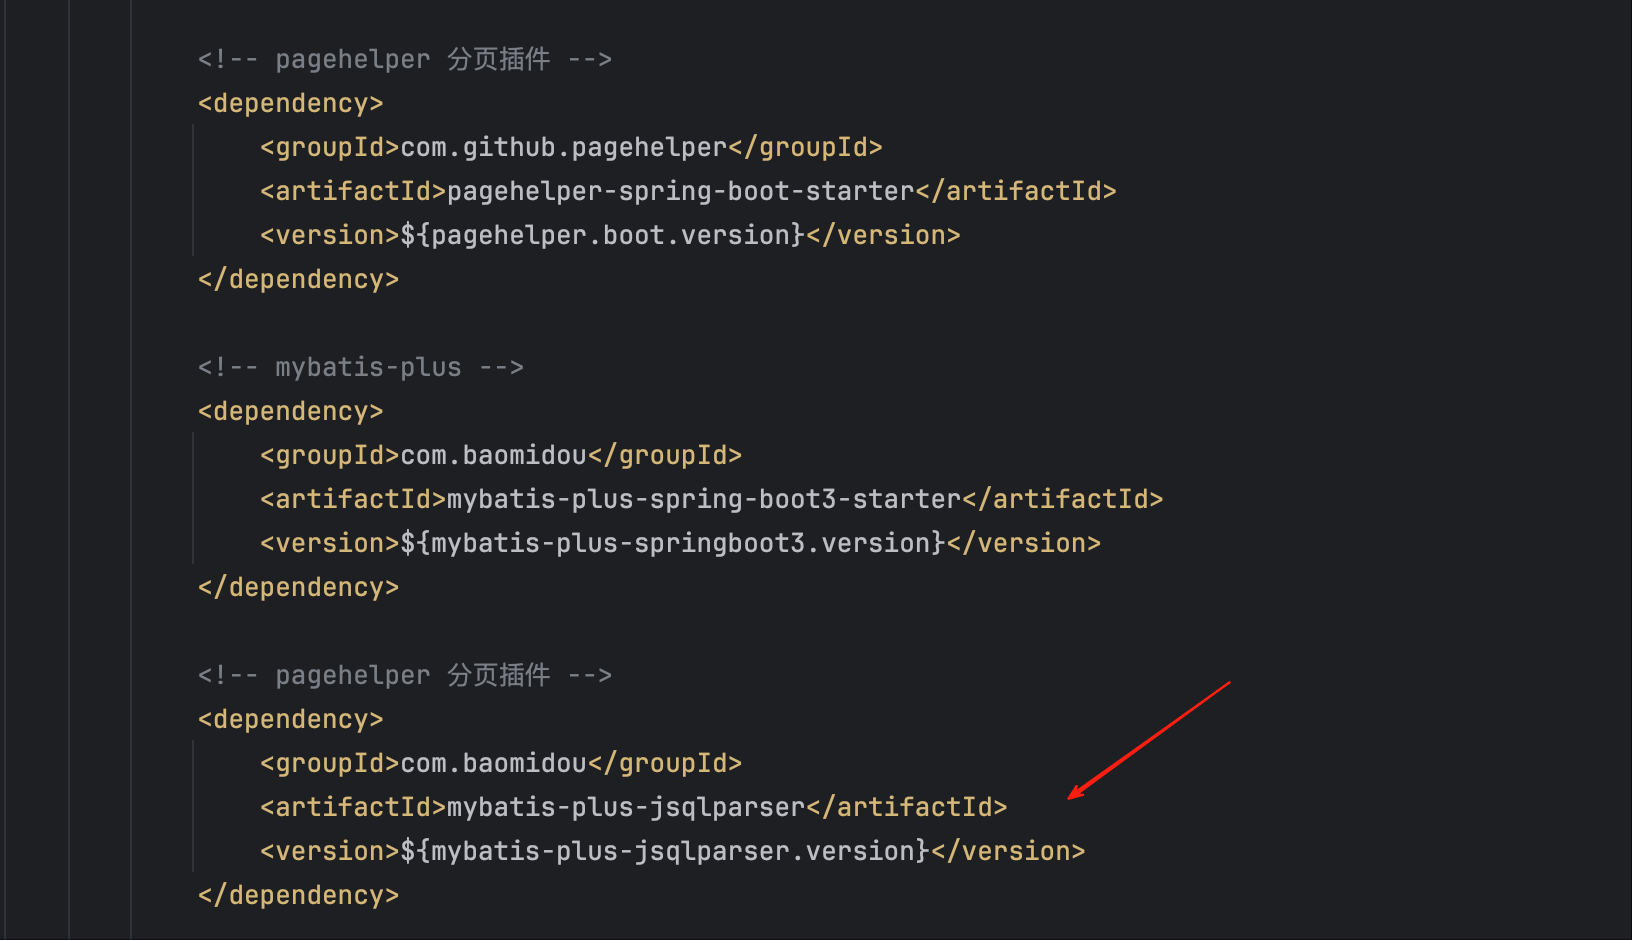 <!-- pagehelper 分页插件 -->
<dependency>
    <groupId>com.github.pagehelper</groupId>
    <artifactId>pagehelper-spring-boot-starter</artifactId>
    <version>${pagehelper.boot.version}</version>
</dependency>
<!-- mybatis-plus -->
<dependency>
    <groupId>com.baomidou</groupId>
    <artifactId>mybatis-plus-spring-boot3-starter</artifactId>
    <version>${mybatis-plus-springboot3.version}</version>
</dependency>
<!-- pagehelper 分页插件 -->
<dependency>
    <groupId>com.baomidou</groupId>
    <artifactId>mybatis-plus-jsqlparser</artifactId>
    <version>${mybatis-plus-jsqlparser.version}</version>
</dependency>